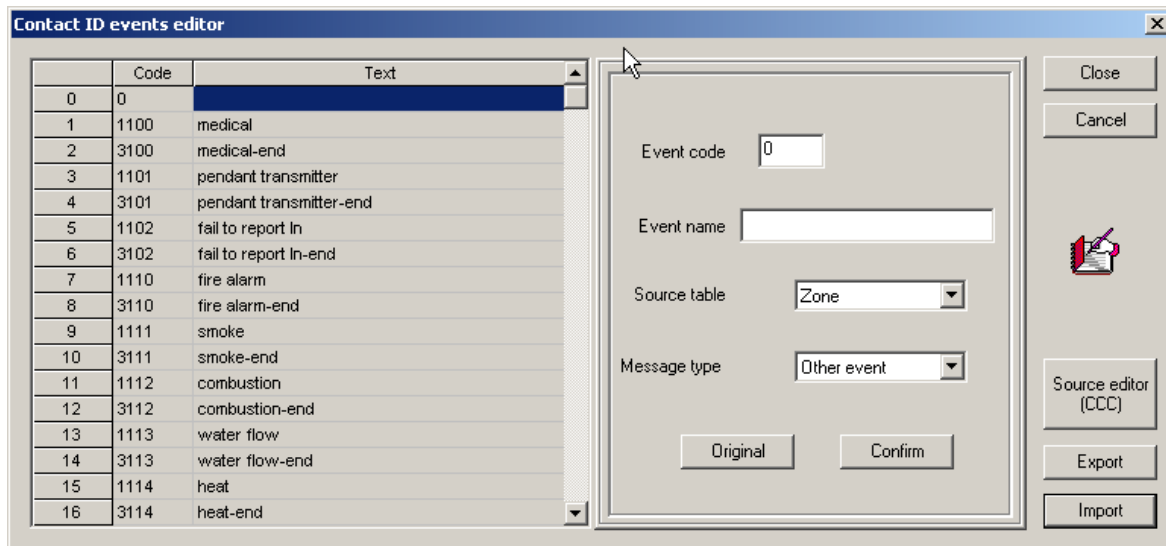 Contact ID events editor
Code Text
0 0
1 1100 medical
2 3100 medical-end
3 1101 pendant transmitter
4 3101 pendant transmitter-end
5 1102 fail to report In
6 3102 fail to report In-end
7 1110 fire alarm
8 3110 fire alarm-end
9 1111 smoke
10 3111 smoke-end
11 1112 combustion
12 3112 combustion-end
13 1113 water flow
14 3113 water flow-end
15 1114 heat
16 3114 heat-end
Event code 0
Event name
Source table Zone
Message type Other event
Original Confirm
Close
Cancel
Source editor
(CCC)
Export
Import